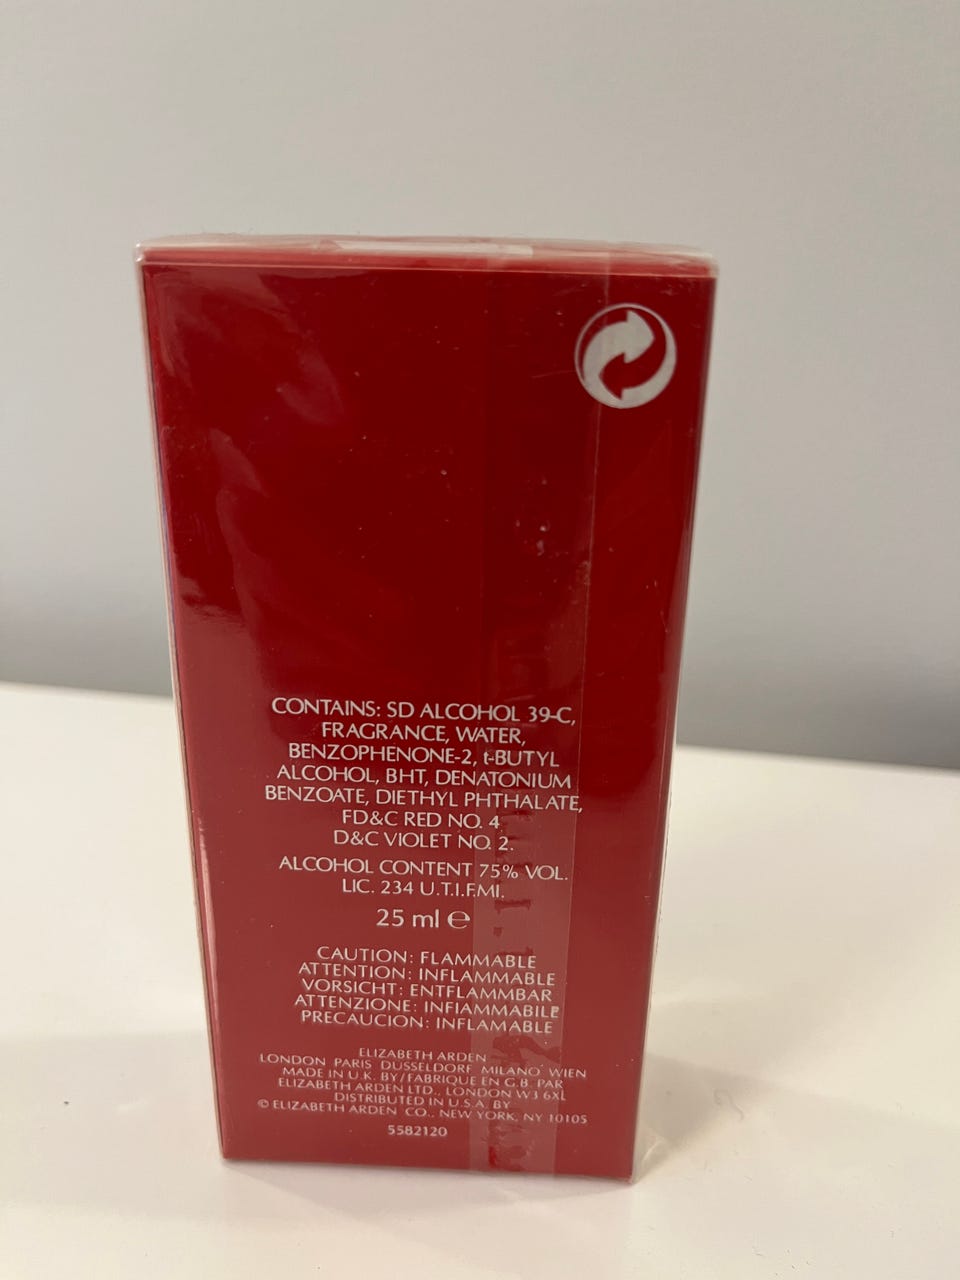 CONTAINS: SD ALCOHOL 39-C,
FRAGRANCE, WATER,
BENZOPHENONE-2, t-BUTYL
ALCOHOL, BHT, DENATONIUM
BENZOATE, DIETHYL PHTHALATE,
FD&C RED NO. 4
D&C VIOLET NO. 2.
ALCOHOL CONTENT 75% VOL.
LIC. 234 U.T.I.F.MI.
25 ml ℮
CAUTION: FLAMMABLE
ATTENTION: INFLAMMABLE
VORSICHT: ENTFLAMMBAR
ATTENZIONE: INFIAMMABILE
PRECAUCION: INFLAMABLE
ELIZABETH ARDEN
LONDON PARIS DUSSELDORF MILANO WIEN
MADE IN U.K. BY/FABRIQUE EN G.B. PAR
ELIZABETH ARDEN LTD., LONDON W3 6XL
DISTRIBUTED IN U.S.A. BY
© ELIZABETH ARDEN CO., NEW YORK, NY 10105
5582120